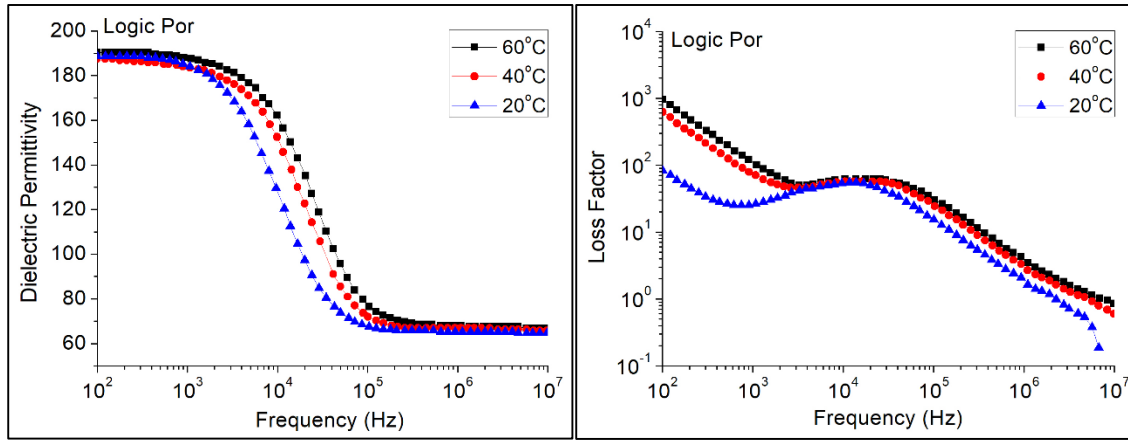 Logic Por
60°C
40°C
20°C
200
180
160
140
120
100
80
60
Dielectric Permittivity
10² 10³ 10⁴ 10⁵ 10⁶ 10⁷
Frequency (Hz)
Logic Por
60°C
40°C
20°C
10⁴
10³
10²
10¹
10⁰
10⁻¹
Loss Factor
10² 10³ 10⁴ 10⁵ 10⁶ 10⁷
Frequency (Hz)